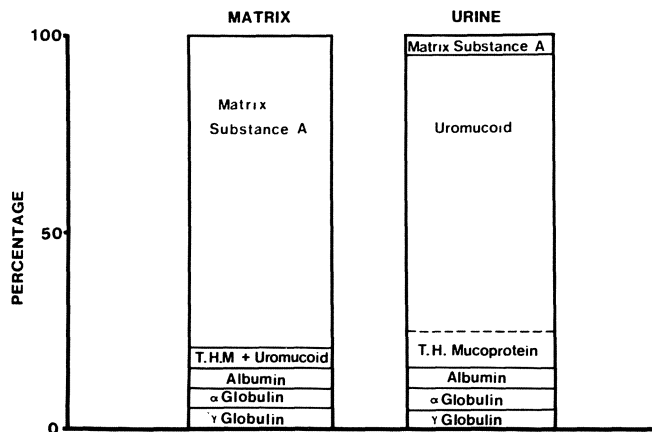 MATRIX
URINE
100
50
0
PERCENTAGE
Matrix
Substance A
T.H.M + Uromucoid
Albumin
α Globulin
γ Globulin
Matrix Substance A
Uromucoid
T.H. Mucoprotein
Albumin
α Globulin
γ Globulin